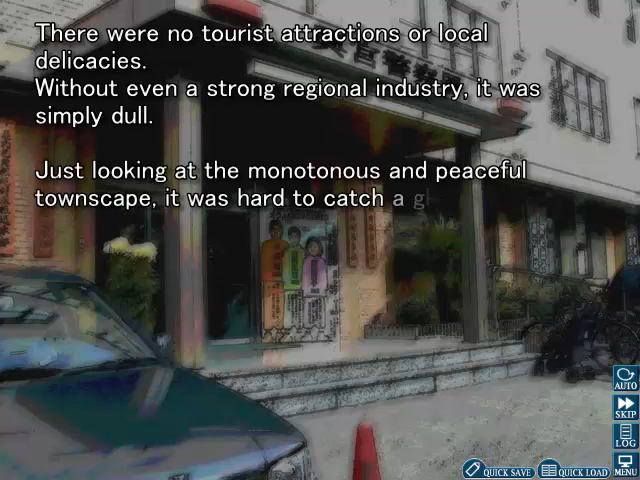 There were no tourist attractions or local
delicacies.
Without even a strong regional industry, it was
simply dull.
Just looking at the monotonous and peaceful
townscape, it was hard to catch a g
AUTO
SKIP
LOG
MENU
QUICK SAVE
QUICK LOAD